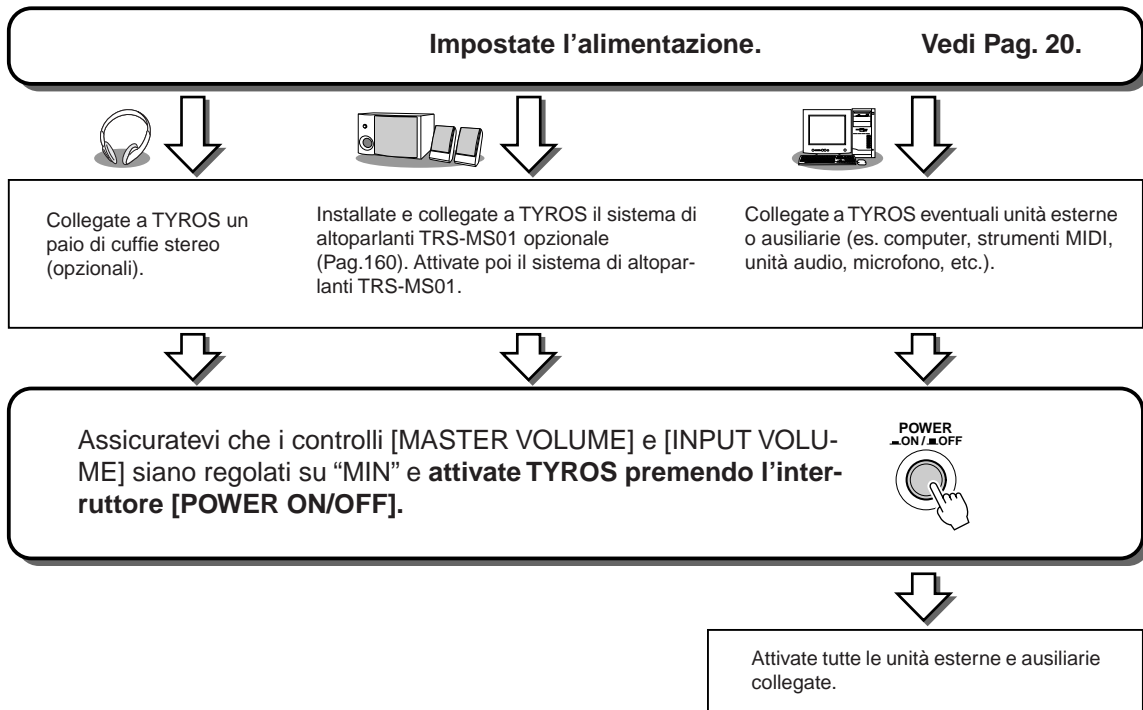 Impostate l'alimentazione. Vedi Pag. 20.
Collegate a TYROS un
paio di cuffie stereo
(opzionali).
Installate e collegate a TYROS il sistema di
altoparlanti TRS-MS01 opzionale
(Pag.160). Attivate poi il sistema di altopar-
lanti TRS-MS01.
Collegate a TYROS eventuali unità esterne
o ausiliarie (es. computer, strumenti MIDI,
unità audio, microfono, etc.).
Assicuratevi che i controlli [MASTER VOLUME] e [INPUT VOLU-
ME] siano regolati su “MIN” e attivate TYROS premendo l'inter-
ruttore [POWER ON/OFF].
POWER
ON / OFF
Attivate tutte le unità esterne e ausiliarie
collegate.